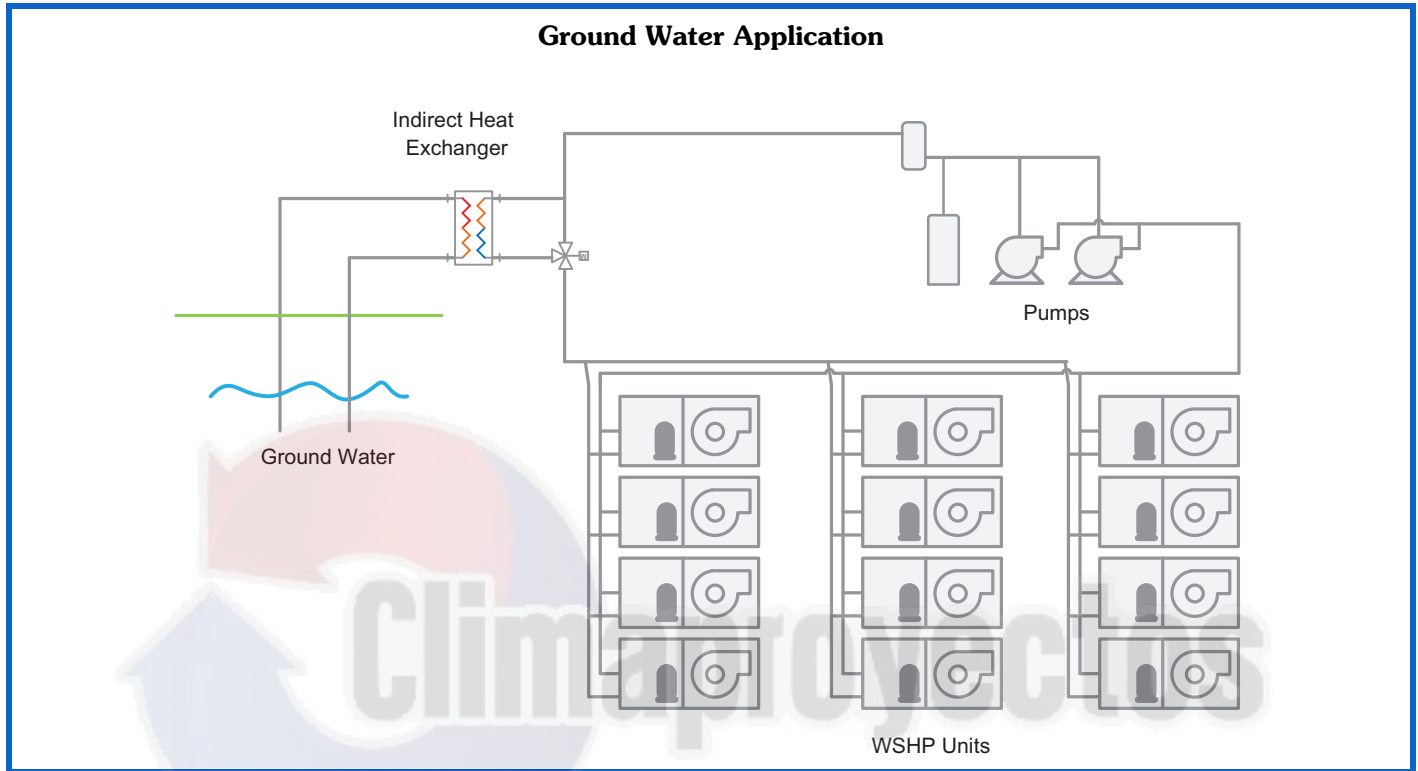 Ground Water Application
Indirect Heat
Exchanger
M
Pumps
Ground Water
Climaproyectos
WSHP Units